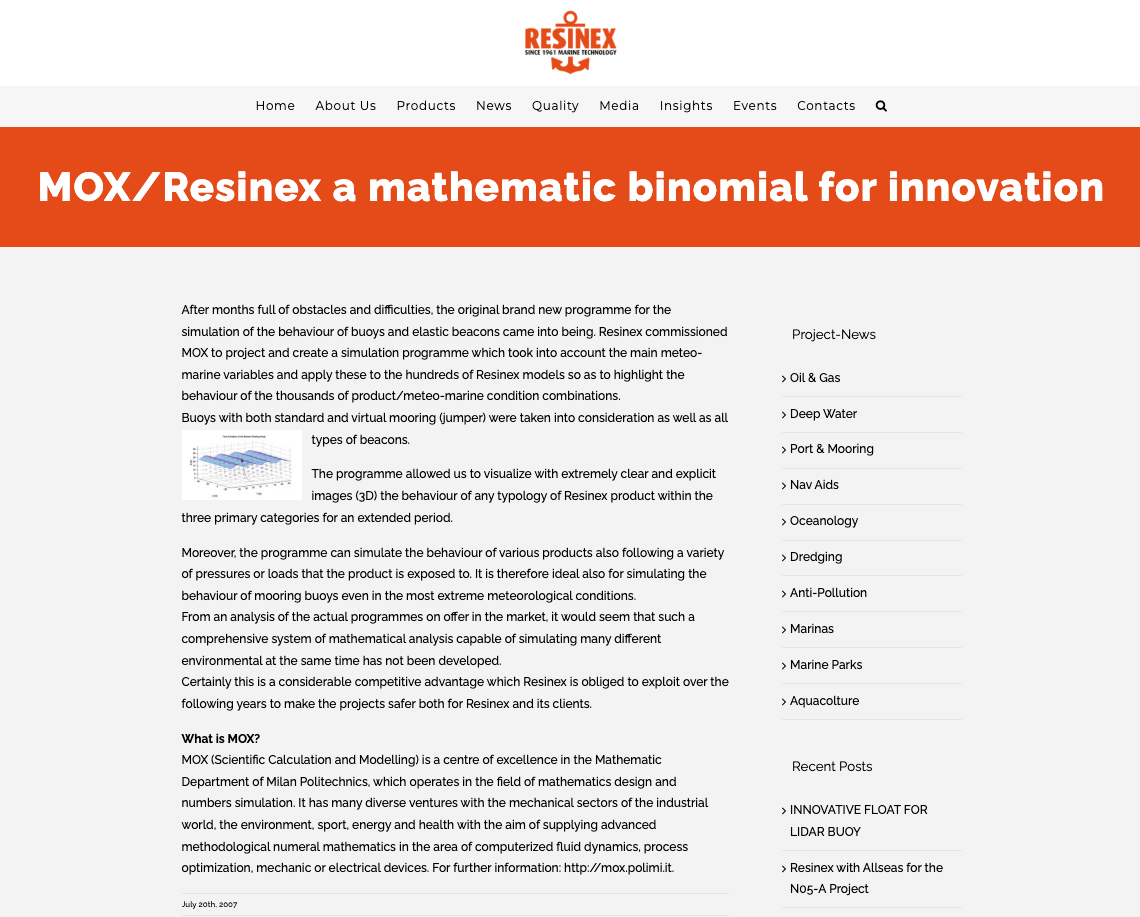 RESINEX
SINCE 1961 MARINE TECHNOLOGY
Home About Us Products News Quality Media Insights Events Contacts
MOX/Resinex a mathematic binomial for innovation
After months full of obstacles and difficulties, the original brand new programme for the
simulation of the behaviour of buoys and elastic beacons came into being. Resinex commissioned
MOX to project and create a simulation programme which took into account the main meteo-
marine variables and apply these to the hundreds of Resinex models so as to highlight the
behaviour of the thousands of product/meteo-marine condition combinations.
Buoys with both standard and virtual mooring (jumper) were taken into consideration as well as all
types of beacons.
The programme allowed us to visualize with extremely clear and explicit
images (3D) the behaviour of any typology of Resinex product within the
three primary categories for an extended period.
Moreover, the programme can simulate the behaviour of various products also following a variety
of pressures or loads that the product is exposed to. It is therefore ideal also for simulating the
behaviour of mooring buoys even in the most extreme meteorological conditions.
From an analysis of the actual programmes on offer in the market, it would seem that such a
comprehensive system of mathematical analysis capable of simulating many different
environmental at the same time has not been developed.
Certainly this is a considerable competitive advantage which Resinex is obliged to exploit over the
following years to make the projects safer both for Resinex and its clients.
What is MOX?
MOX (Scientific Calculation and Modelling) is a centre of excellence in the Mathematic
Department of Milan Politechnics, which operates in the field of mathematics design and
numbers simulation. It has many diverse ventures with the mechanical sectors of the industrial
world, the environment, sport, energy and health with the aim of supplying advanced
methodological numeral mathematics in the area of computerized fluid dynamics, process
optimization, mechanic or electrical devices. For further information: http://mox.polimi.it.
July 20th, 2007
Project-News
Oil & Gas
Deep Water
Port & Mooring
Nav Aids
Oceanology
Dredging
Anti-Pollution
Marinas
Marine Parks
Aquacolture
Recent Posts
INNOVATIVE FLOAT FOR
LIDAR BUOY
Resinex with Allseas for the
N05-A Project